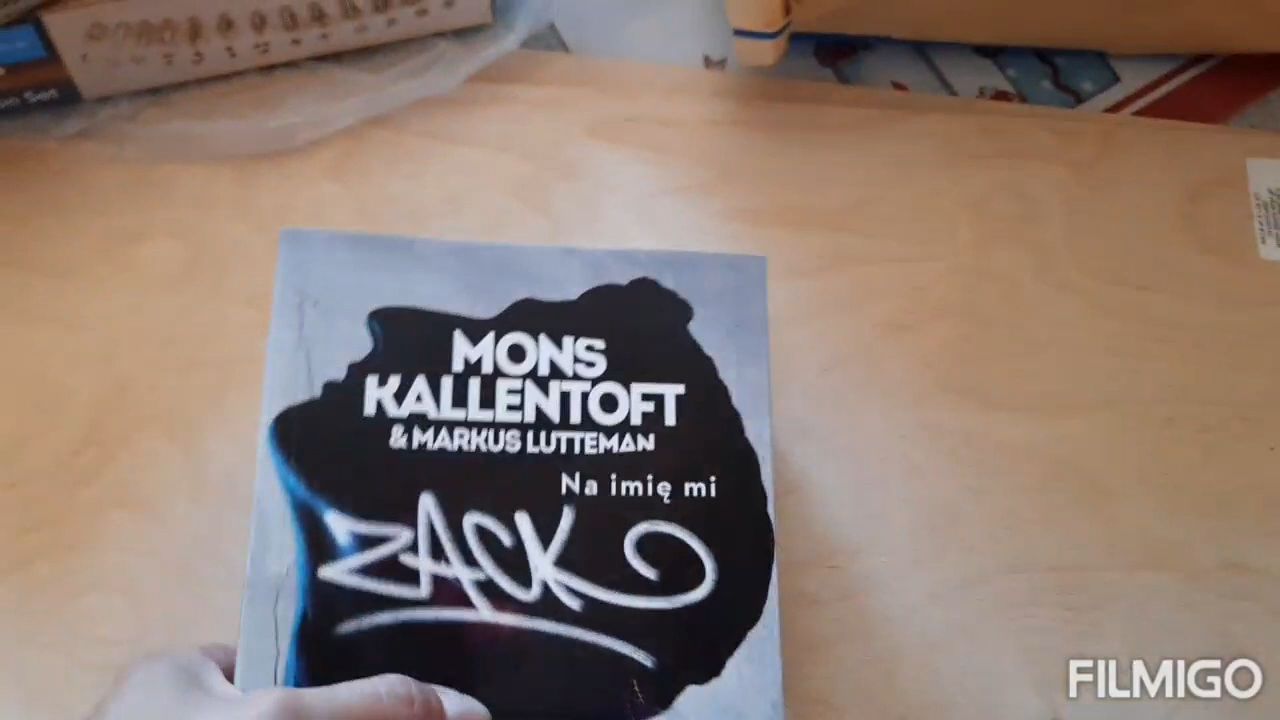 MONS
KALLENTOFT
& MARKUS LUTTEMAN
Na imię mi
ZACK
FILMIGO